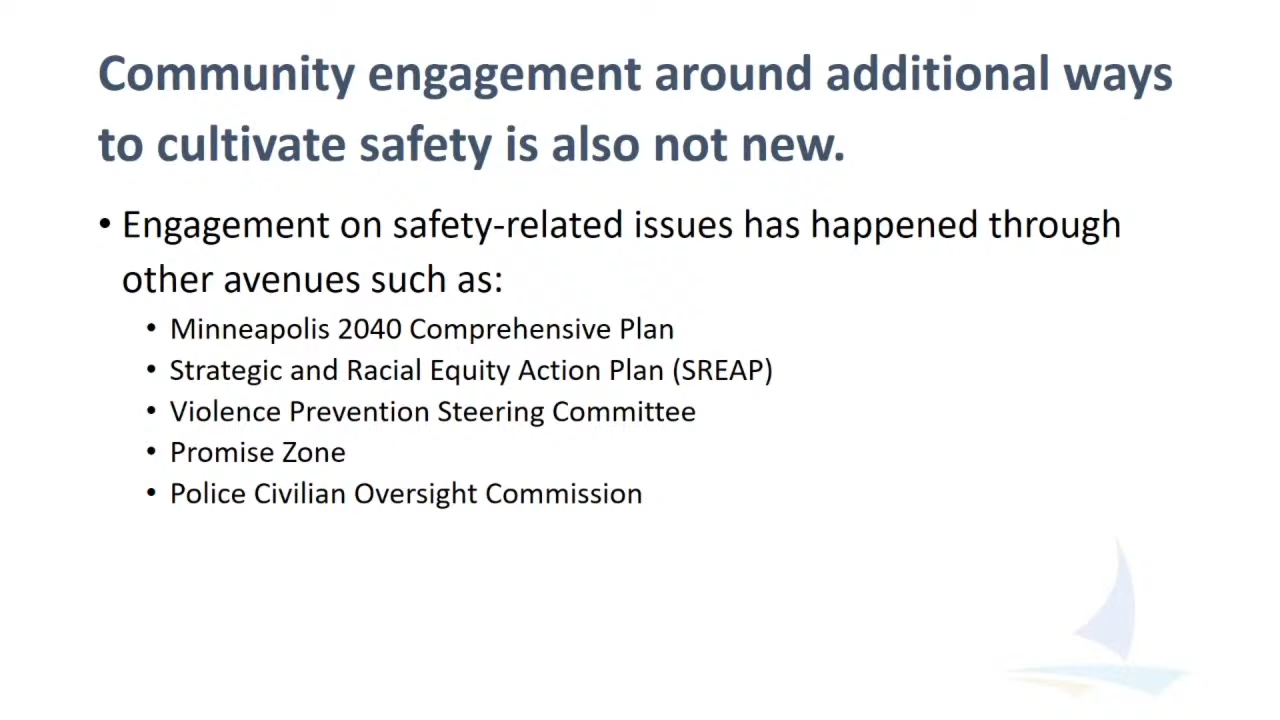 Community engagement around additional ways
to cultivate safety is also not new.
• Engagement on safety-related issues has happened through
other avenues such as:
• Minneapolis 2040 Comprehensive Plan
• Strategic and Racial Equity Action Plan (SREAP)
• Violence Prevention Steering Committee
• Promise Zone
• Police Civilian Oversight Commission